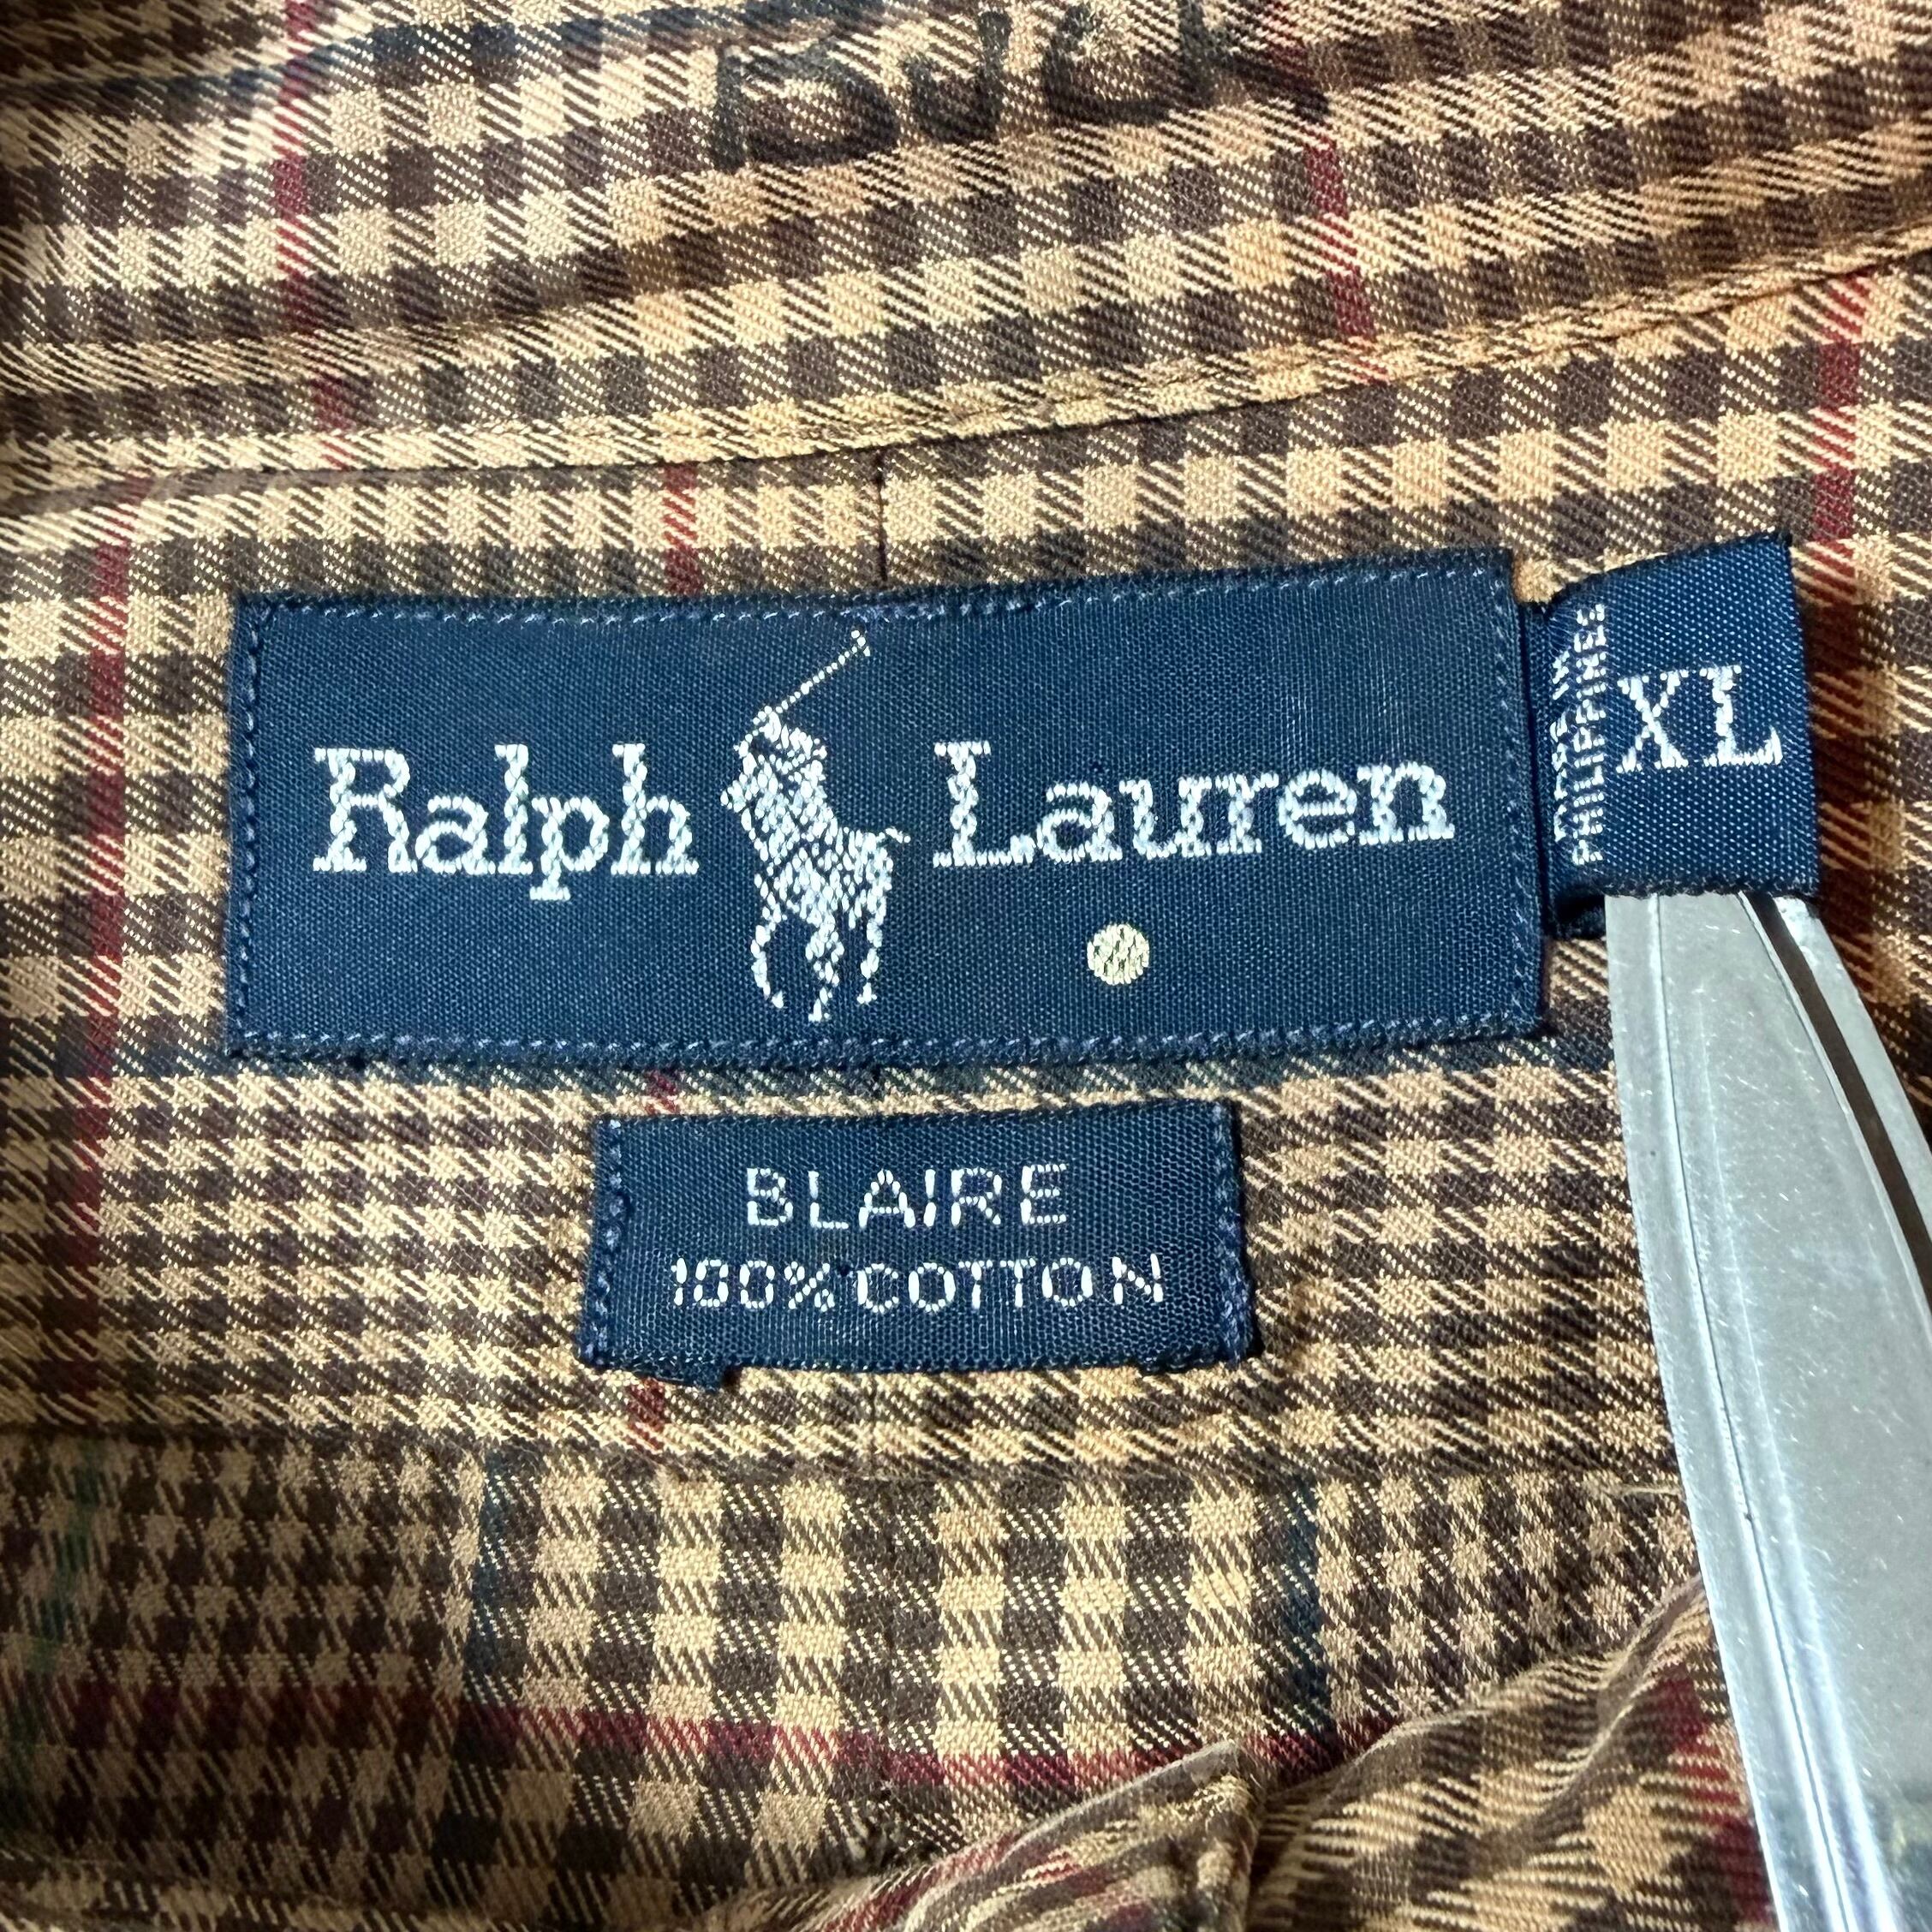 Ralph Lauren
XL
PHILIPPINES
BLAIRE
100% COTTON